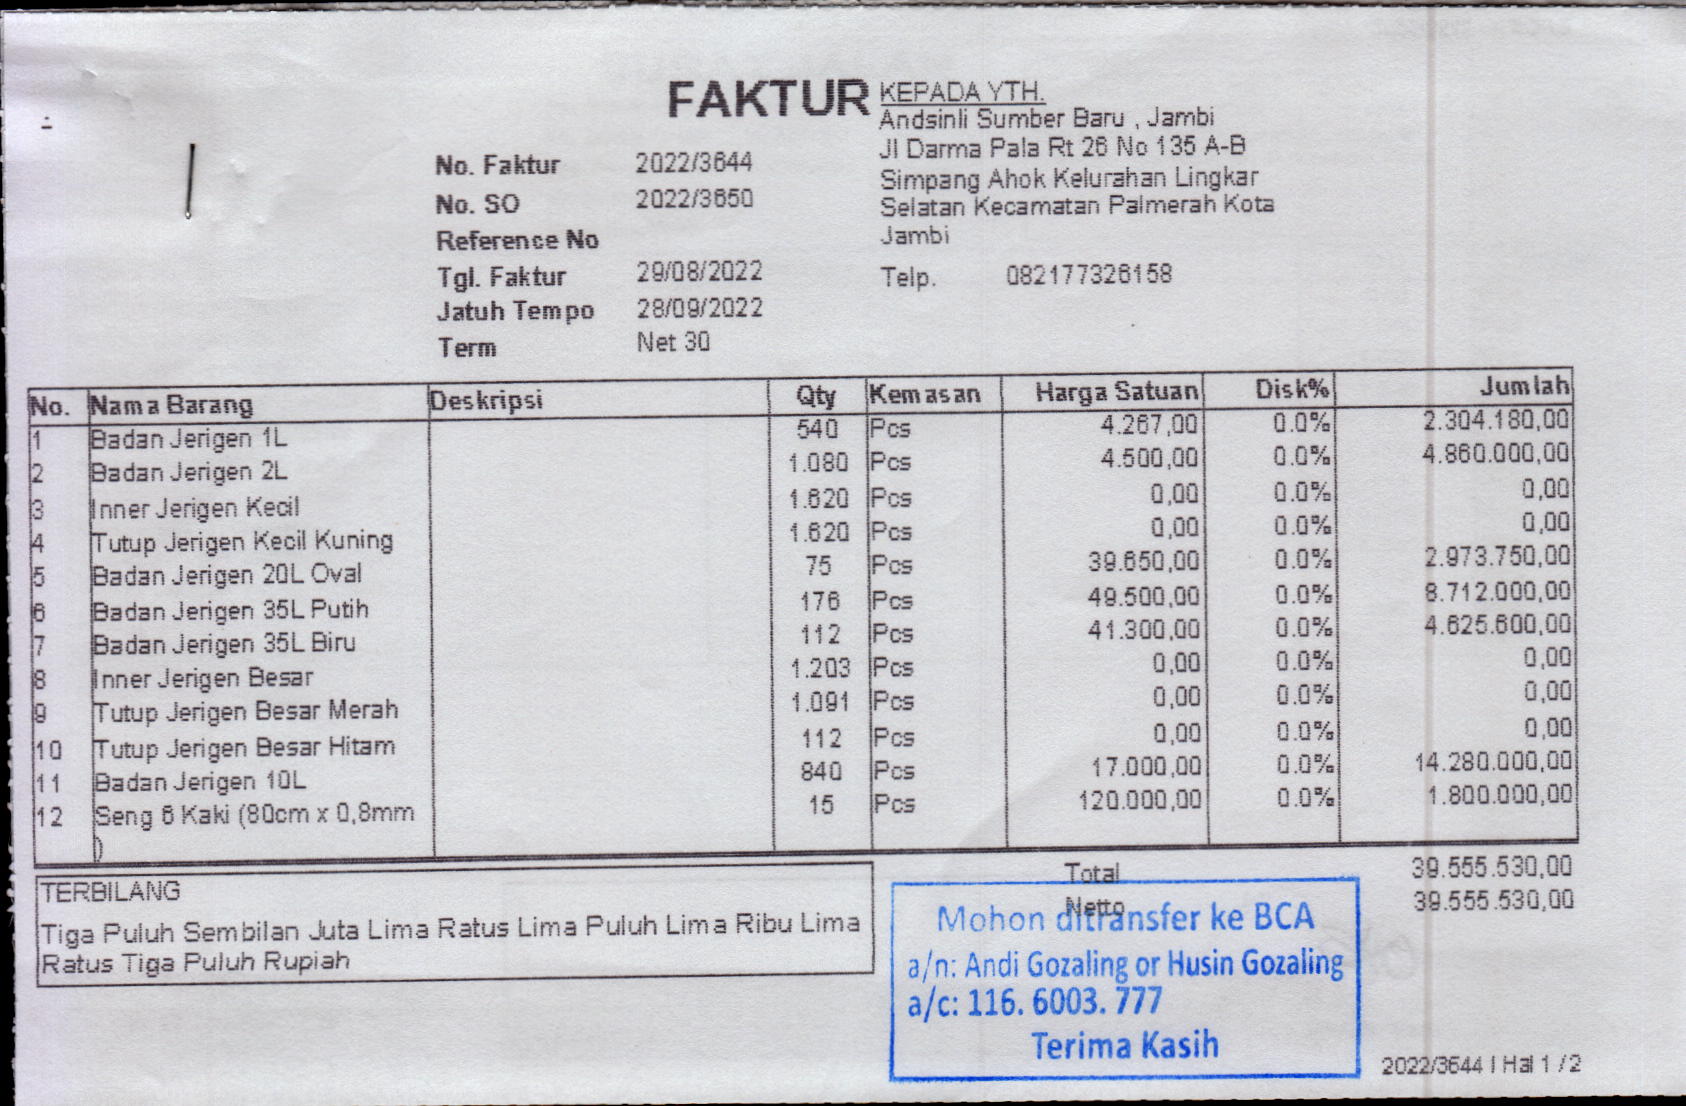 FAKTUR
KEPADA YTH.
Andsinli Sumber Baru , Jambi
Jl Darma Pala Rt 26 No 135 A-B
Simpang Ahok Kelurahan Lingkar
Selatan Kecamatan Palmerah Kota
Jambi
Telp. 082177326158
No. Faktur 2022/3644
No. SO 2022/3650
Reference No
Tgl. Faktur 29/08/2022
Jatuh Tempo 28/09/2022
Term Net 30
No. Nama Barang Deskripsi Qty Kemasan Harga Satuan Disk% Jumlah
1 Badan Jerigen 1L 540 Pcs 4.267,00 0.0% 2.304.180,00
2 Badan Jerigen 2L 1.080 Pcs 4.500,00 0.0% 4.860.000,00
3 Inner Jerigen Kecil 1.620 Pcs 0,00 0.0% 0,00
4 Tutup Jerigen Kecil Kuning 1.620 Pcs 0,00 0.0% 0,00
5 Badan Jerigen 20L Oval 75 Pcs 39.650,00 0.0% 2.973.750,00
6 Badan Jerigen 35L Putih 176 Pcs 49.500,00 0.0% 8.712.000,00
7 Badan Jerigen 35L Biru 112 Pcs 41.300,00 0.0% 4.625.600,00
8 Inner Jerigen Besar 1.203 Pcs 0,00 0.0% 0,00
9 Tutup Jerigen Besar Merah 1.091 Pcs 0,00 0.0% 0,00
10 Tutup Jerigen Besar Hitam 112 Pcs 0,00 0.0% 0,00
11 Badan Jerigen 10L 840 Pcs 17.000,00 0.0% 14.280.000,00
12 Seng 6 Kaki (80cm x 0,8mm 15 Pcs 120.000,00 0.0% 1.800.000,00
)
Total 39.555.530,00
Netto 39.555.530,00
TERBILANG
Tiga Puluh Sembilan Juta Lima Ratus Lima Puluh Lima Ribu Lima
Ratus Tiga Puluh Rupiah
Mohon ditransfer ke BCA
a/n: Andi Gozaling or Husin Gozaling
a/c: 116. 6003. 777
Terima Kasih
2022/3644 | Hal 1 / 2